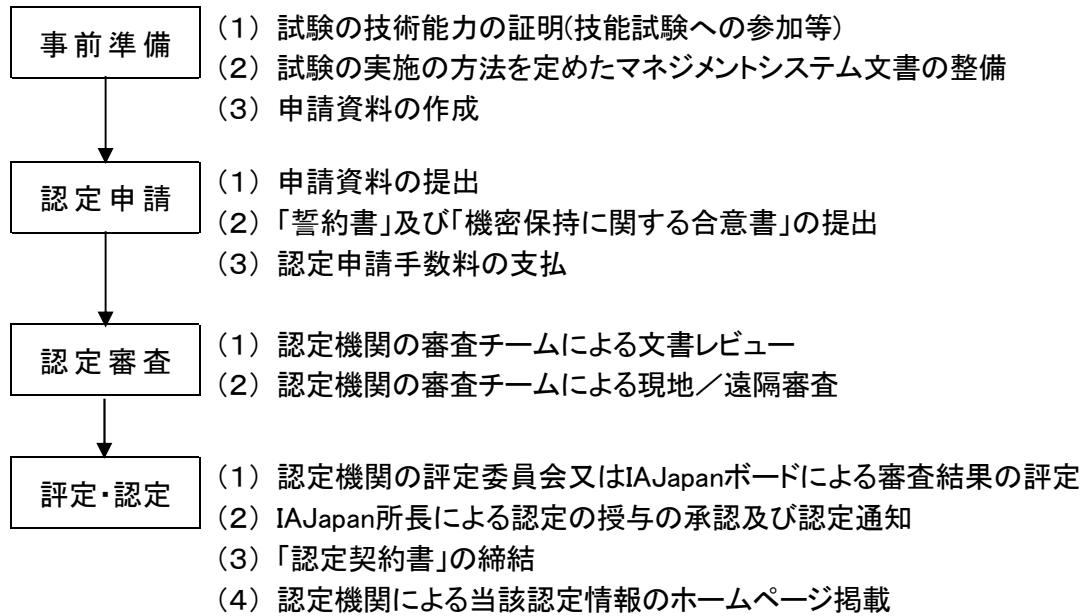 事前準備
（１） 試験の技術能力の証明(技能試験への参加等)
（２） 試験の実施の方法を定めたマネジメントシステム文書の整備
（３） 申請資料の作成
認定申請
（１） 申請資料の提出
（２） 「誓約書」及び「機密保持に関する合意書」の提出
（３） 認定申請手数料の支払
認定審査
（１） 認定機関の審査チームによる文書レビュー
（２） 認定機関の審査チームによる現地／遠隔審査
評定・認定
（１） 認定機関の評定委員会又はIAJapanボードによる審査結果の評定
（２） IAJapan所長による認定の授与の承認及び認定通知
（３） 「認定契約書」の締結
（４） 認定機関による当該認定情報のホームページ掲載